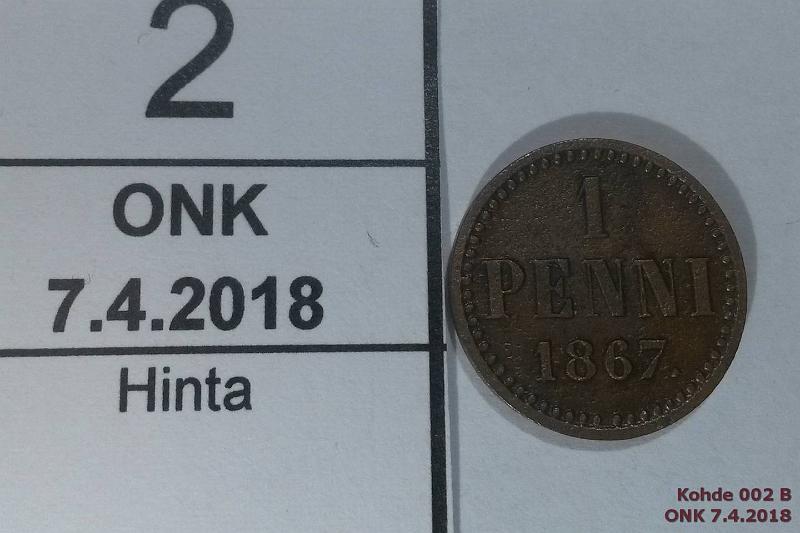 2
ONK
7.4.2018
Hinta
1
PENNI
1867.
Kohde 002 B
ONK 7.4.2018